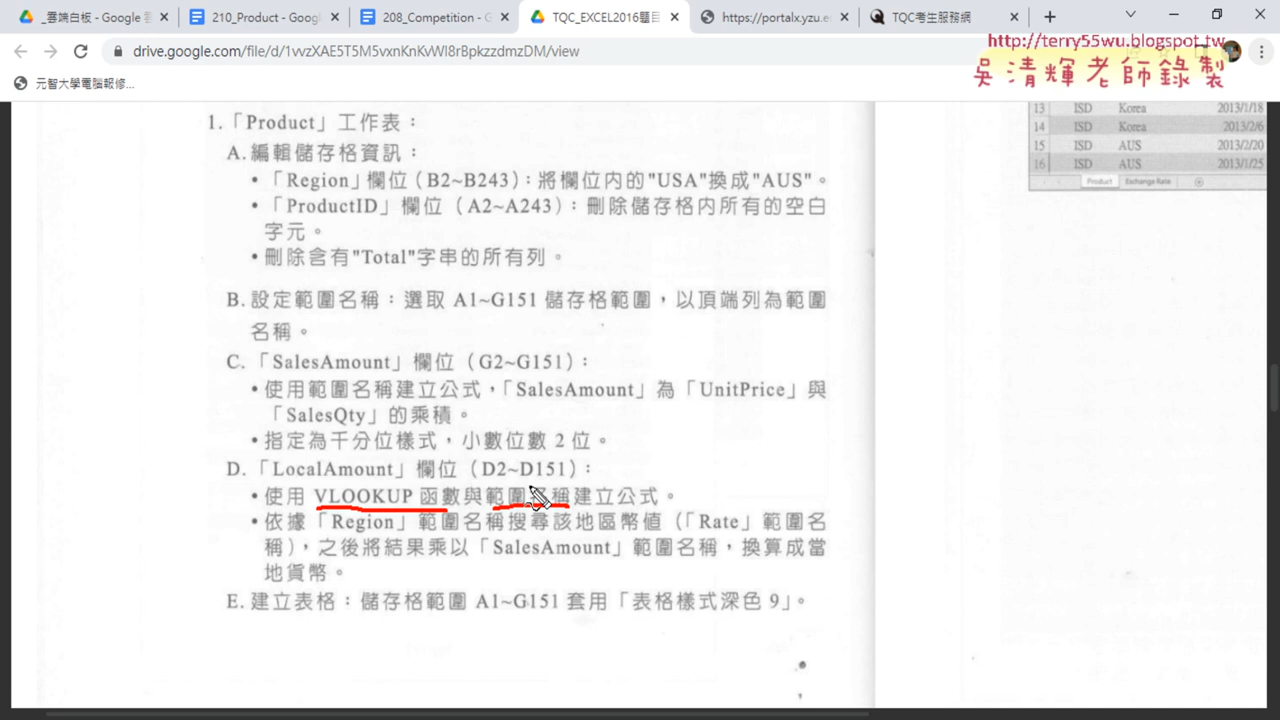 _雲端白板 - Google 雲
210_Product - Googl
208_Competition - G
TQC_EXCEL2016題目
https://portalx.yzu.e
TQC考生服務網
drive.google.com/file/d/1vvzXAE5T5M5vxnKnKvWI8rBpkzzdmzDM/view
http://terry55wu.blogspot.tw
吳清輝老師錄製
元智大學電腦報修...
1.「Product」工作表：
A. 編輯儲存格資訊：
•「Region」欄位（B2~B243）：將欄位內的"USA"換成"AUS"。
•「ProductID」欄位（A2~A243）：刪除儲存格內所有的空白
字元。
•刪除含有"Total"字串的所有列。
B. 設定範圍名稱：選取 A1~G151 儲存格範圍，以頂端列為範圍
名稱。
C.「SalesAmount」欄位（G2~G151）：
•使用範圍名稱建立公式，「SalesAmount」為「UnitPrice」與
「SalesQty」的乘積。
•指定為千分位樣式，小數位數 2 位。
D.「LocalAmount」欄位（D2~D151）：
•使用 VLOOKUP 函數與範圍名稱建立公式。
•依據「Region」範圍名稱搜尋該地區幣值（「Rate」範圍名
稱），之後將結果乘以「SalesAmount」範圍名稱，換算成當
地貨幣。
E. 建立表格：儲存格範圍 A1~G151 套用「表格樣式深色 9」。
13 ISD Korea 2013/1/18
14 ISD Korea 2013/2/6
15 ISD AUS 2013/2/20
16 ISD AUS 2013/1/25
Product Exchange Rate